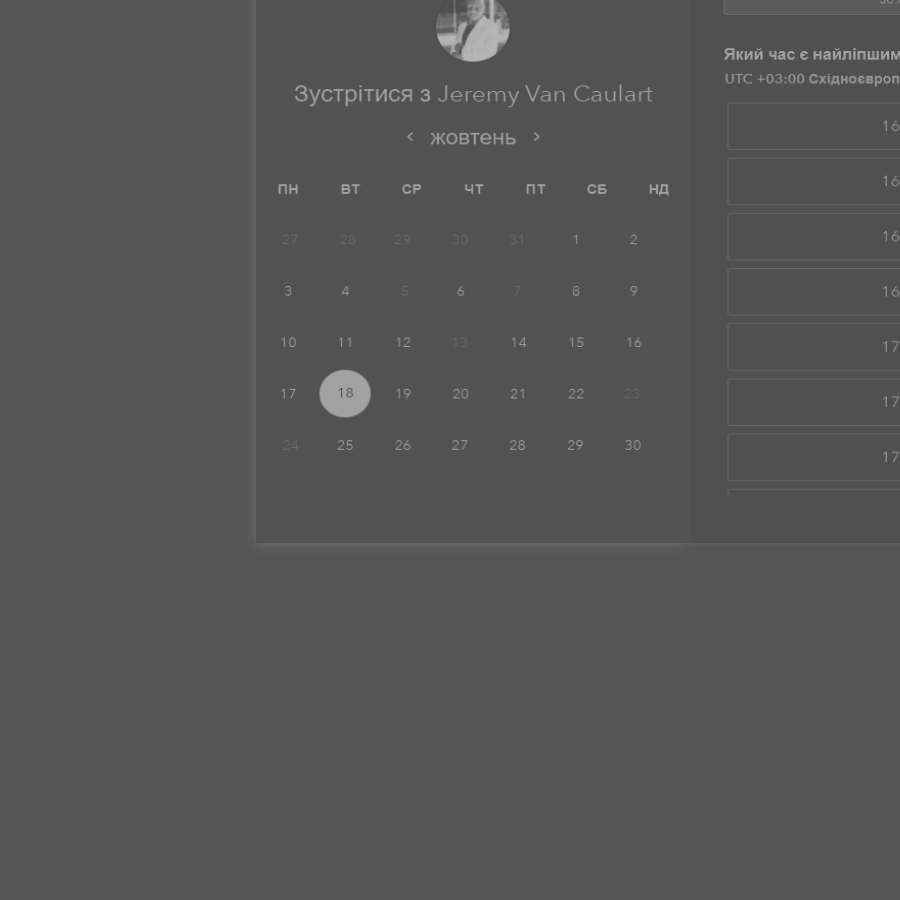 Зустрітися з Jeremy Van Caulart
жовтень
ПН ВТ СР ЧТ ПТ СБ НД
27 28 29 30 31 1 2
3 4 5 6 7 8 9
10 11 12 13 14 15 16
17 18 19 20 21 22 23
24 25 26 27 28 29 30
Який час є найліпшим
UTC +03:00 Східноєвроп
16
16
16
16
17
17
17